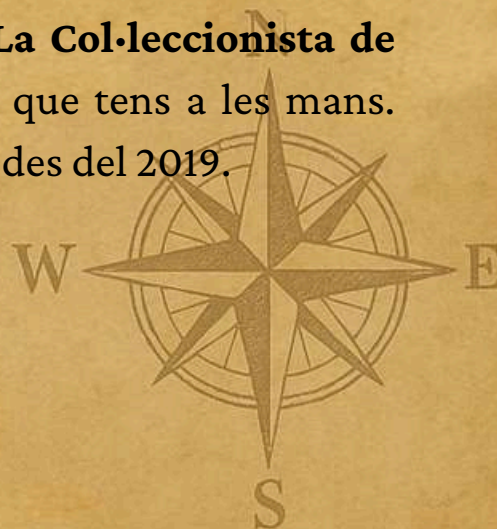 La Col·leccionista de
que tens a les mans.
des del 2019.
N
W
E
S